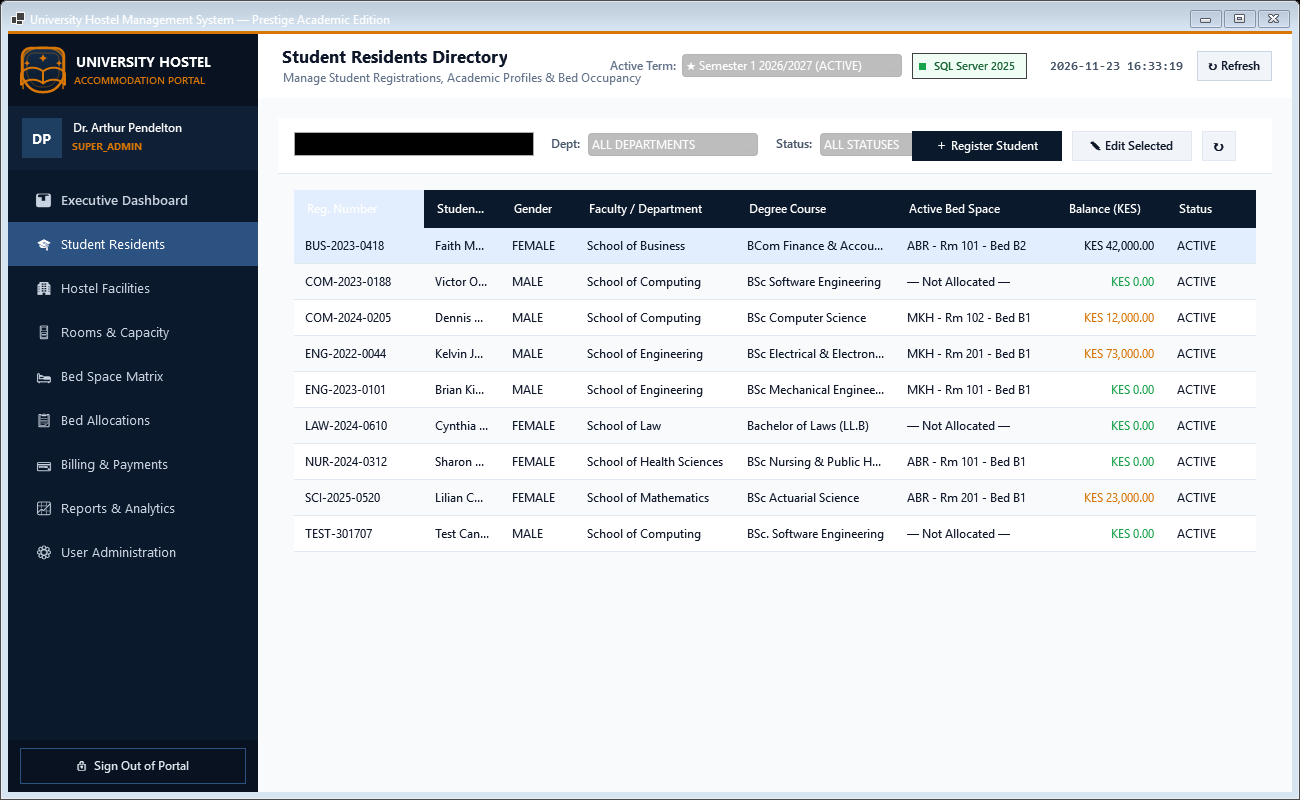 University Hostel Management System — Prestige Academic Edition
UNIVERSITY HOSTEL
ACCOMMODATION PORTAL
DP
Dr. Arthur Pendelton
SUPER_ADMIN
Executive Dashboard
Student Residents
Hostel Facilities
Rooms & Capacity
Bed Space Matrix
Bed Allocations
Billing & Payments
Reports & Analytics
User Administration
Sign Out of Portal
Student Residents Directory
Manage Student Registrations, Academic Profiles & Bed Occupancy
Active Term: ★ Semester 1 2026/2027 (ACTIVE) ■ SQL Server 2025 2026-11-23 16:33:19 ↻ Refresh
Dept: ALL DEPARTMENTS Status: ALL STATUSES + Register Student ✎ Edit Selected ↻
Reg. Number Studen... Gender Faculty / Department Degree Course Active Bed Space Balance (KES) Status
BUS-2023-0418 Faith M... FEMALE School of Business BCom Finance & Accou... ABR - Rm 101 - Bed B2 KES 42,000.00 ACTIVE
COM-2023-0188 Victor O... MALE School of Computing BSc Software Engineering — Not Allocated — KES 0.00 ACTIVE
COM-2024-0205 Dennis ... MALE School of Computing BSc Computer Science MKH - Rm 102 - Bed B1 KES 12,000.00 ACTIVE
ENG-2022-0044 Kelvin J... MALE School of Engineering BSc Electrical & Electron... MKH - Rm 201 - Bed B1 KES 73,000.00 ACTIVE
ENG-2023-0101 Brian Ki... MALE School of Engineering BSc Mechanical Enginee... MKH - Rm 101 - Bed B1 KES 0.00 ACTIVE
LAW-2024-0610 Cynthia ... FEMALE School of Law Bachelor of Laws (LL.B) — Not Allocated — KES 0.00 ACTIVE
NUR-2024-0312 Sharon ... FEMALE School of Health Sciences BSc Nursing & Public H... ABR - Rm 101 - Bed B1 KES 0.00 ACTIVE
SCI-2025-0520 Lilian C... FEMALE School of Mathematics BSc Actuarial Science ABR - Rm 201 - Bed B1 KES 23,000.00 ACTIVE
TEST-301707 Test Can... MALE School of Computing BSc. Software Engineering — Not Allocated — KES 0.00 ACTIVE